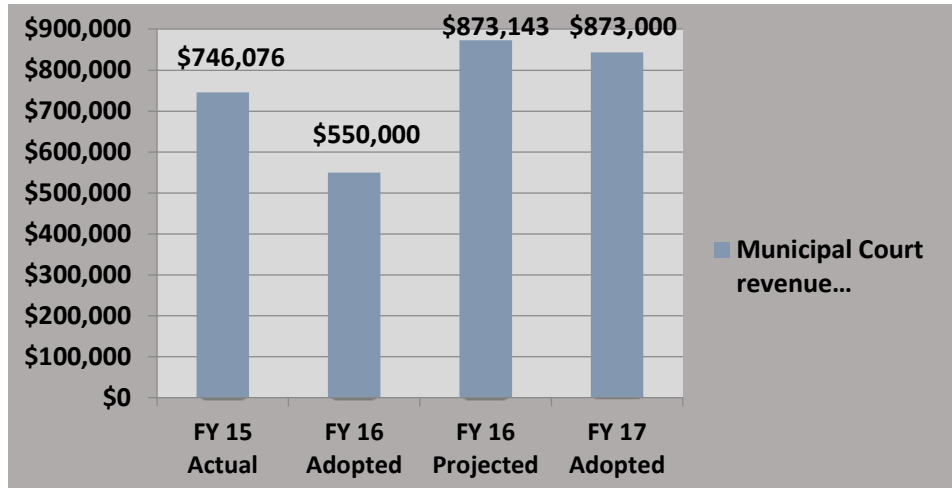 $900,000
$800,000
$700,000
$600,000
$500,000
$400,000
$300,000
$200,000
$100,000
$0
$746,076
$550,000
$873,143
$873,000
FY 15
Actual
FY 16
Adopted
FY 16
Projected
FY 17
Adopted
Municipal Court
revenue…